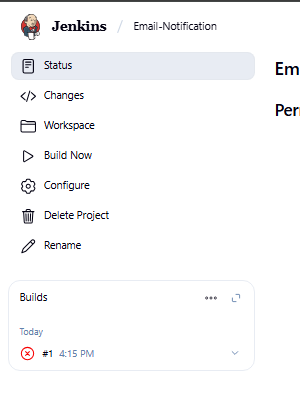 Jenkins / Email-Notification
Status
Em
Changes
Perm
Workspace
Build Now
Configure
Delete Project
Rename
Builds
Today
#1 4:15 PM